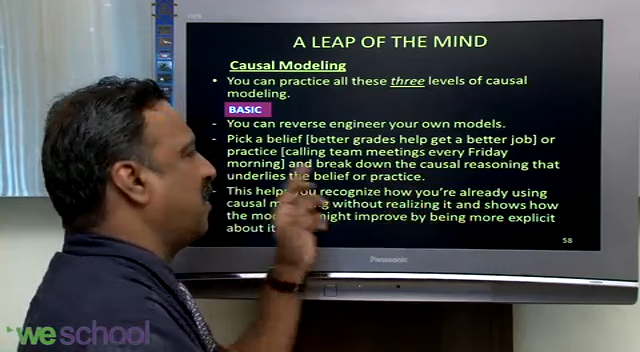 A LEAP OF THE MIND
Causal Modeling
• You can practice all these three levels of causal
modeling.
BASIC
- You can reverse engineer your own models.
- Pick a belief [better grades help get a better job] or
practice [calling team meetings every Friday
morning] and break down the causal reasoning that
underlies the belief or practice.
- This helps you recognize how you're already using
causal without realizing it and shows how
the might improve by being more explicit
about
58
Panasonic
we school